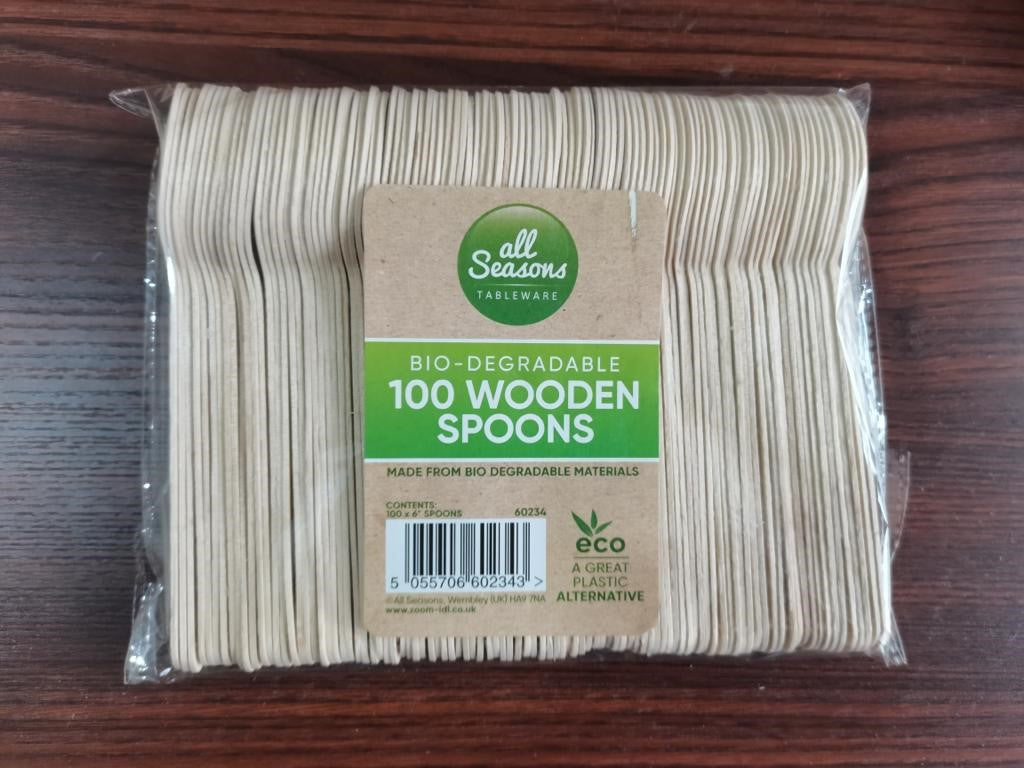 all
Seasons
TABLEWARE
BIO-DEGRADABLE
100 WOODEN
SPOONS
MADE FROM BIO DEGRADABLE MATERIALS
CONTENTS:
100 x 6" SPOONS 60234
5 055706 602343 >
eco
A GREAT
PLASTIC
ALTERNATIVE
©All Seasons, Wembley (UK) HA9 7NA
www.zoom-idl.co.uk